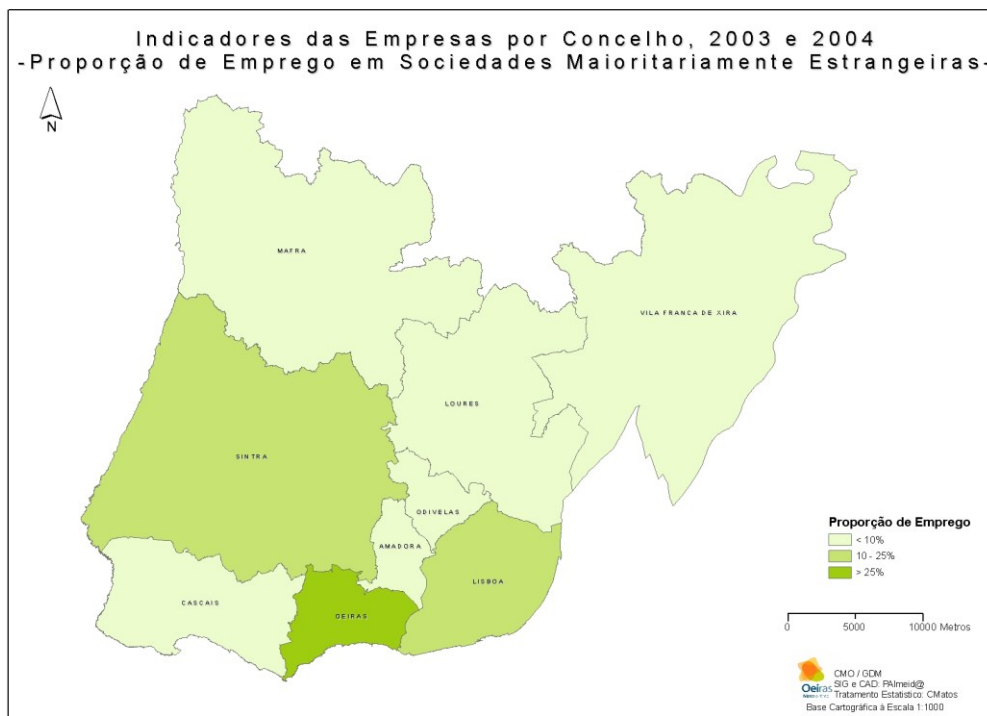 Indicadores das Empresas por Concelho, 2003 e 2004
-Proporção de Emprego em Sociedades Maioritariamente Estrangeiras-
N
MAFRA
VILA FRANCA DE XIRA
LOURES
SINTRA
ODIVELAS
AMADORA
LISBOA
CASCAIS
OEIRAS
Proporção de Emprego
< 10%
10 - 25%
> 25%
0 5000 10000 Metros
CMO / GDM
SIG e CAD: PAlmeid@
Oeiras
Tratamento Estatistico: CMatos
Base Cartográfica à Escala 1:1000